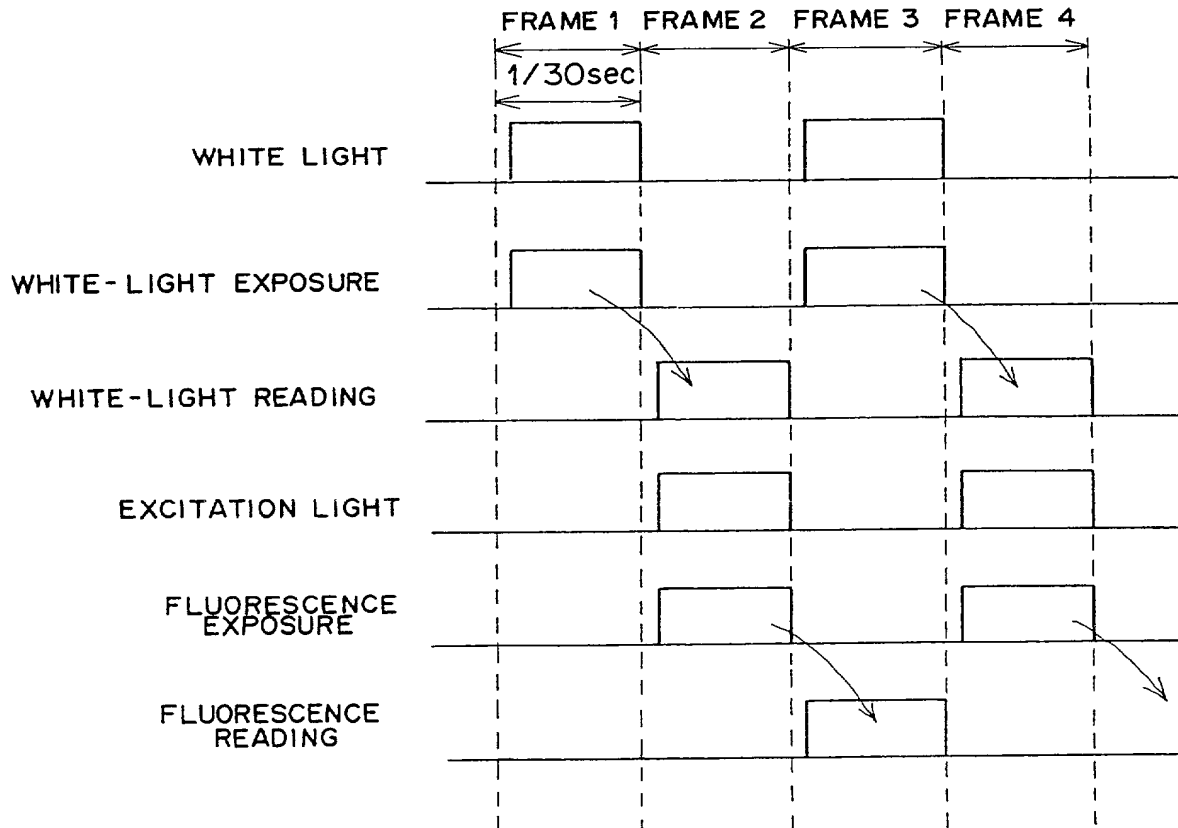 FRAME 1 FRAME 2 FRAME 3 FRAME 4
1/30sec
WHITE LIGHT
WHITE-LIGHT EXPOSURE
WHITE-LIGHT READING
EXCITATION LIGHT
FLUORESCENCE
EXPOSURE
FLUORESCENCE
READING